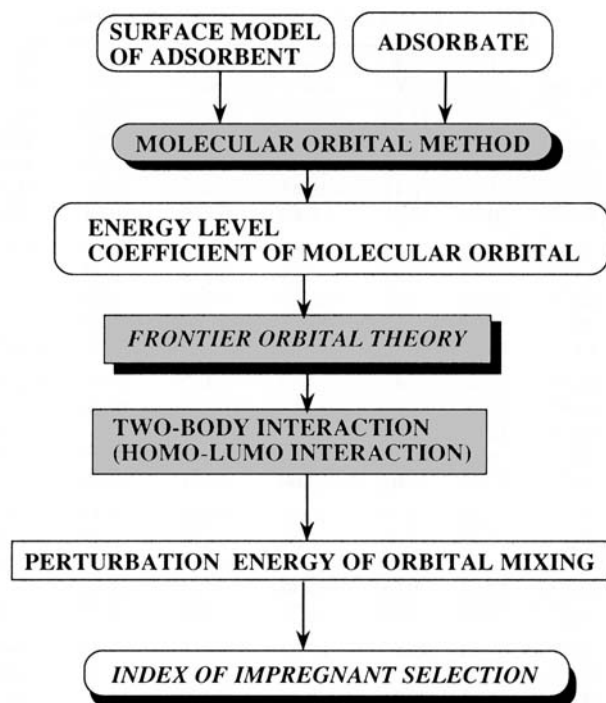 SURFACE MODEL
OF ADSORBENT
ADSORBATE
MOLECULAR ORBITAL METHOD
ENERGY LEVEL
COEFFICIENT OF MOLECULAR ORBITAL
FRONTIER ORBITAL THEORY
TWO-BODY INTERACTION
(HOMO-LUMO INTERACTION)
PERTURBATION ENERGY OF ORBITAL MIXING
INDEX OF IMPREGNANT SELECTION